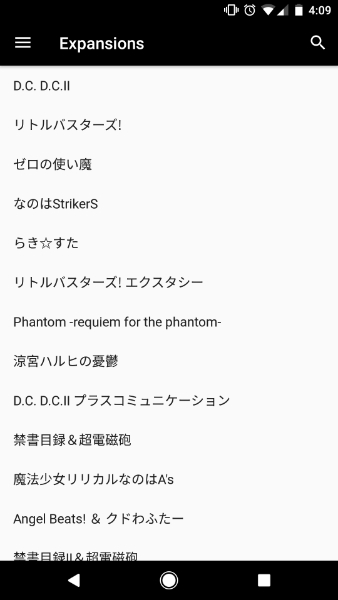 4:09
Expansions
D.C. D.C.II
リトルバスターズ!
ゼロの使い魔
なのはStrikerS
らき☆すた
リトルバスターズ! エクスタシー
Phantom -requiem for the phantom-
涼宮ハルヒの憂鬱
D.C. D.C.II プラスコミュニケーション
禁書目録＆超電磁砲
魔法少女リリカルなのはA's
Angel Beats! ＆ クドわふたー
禁書目録II＆超電磁砲